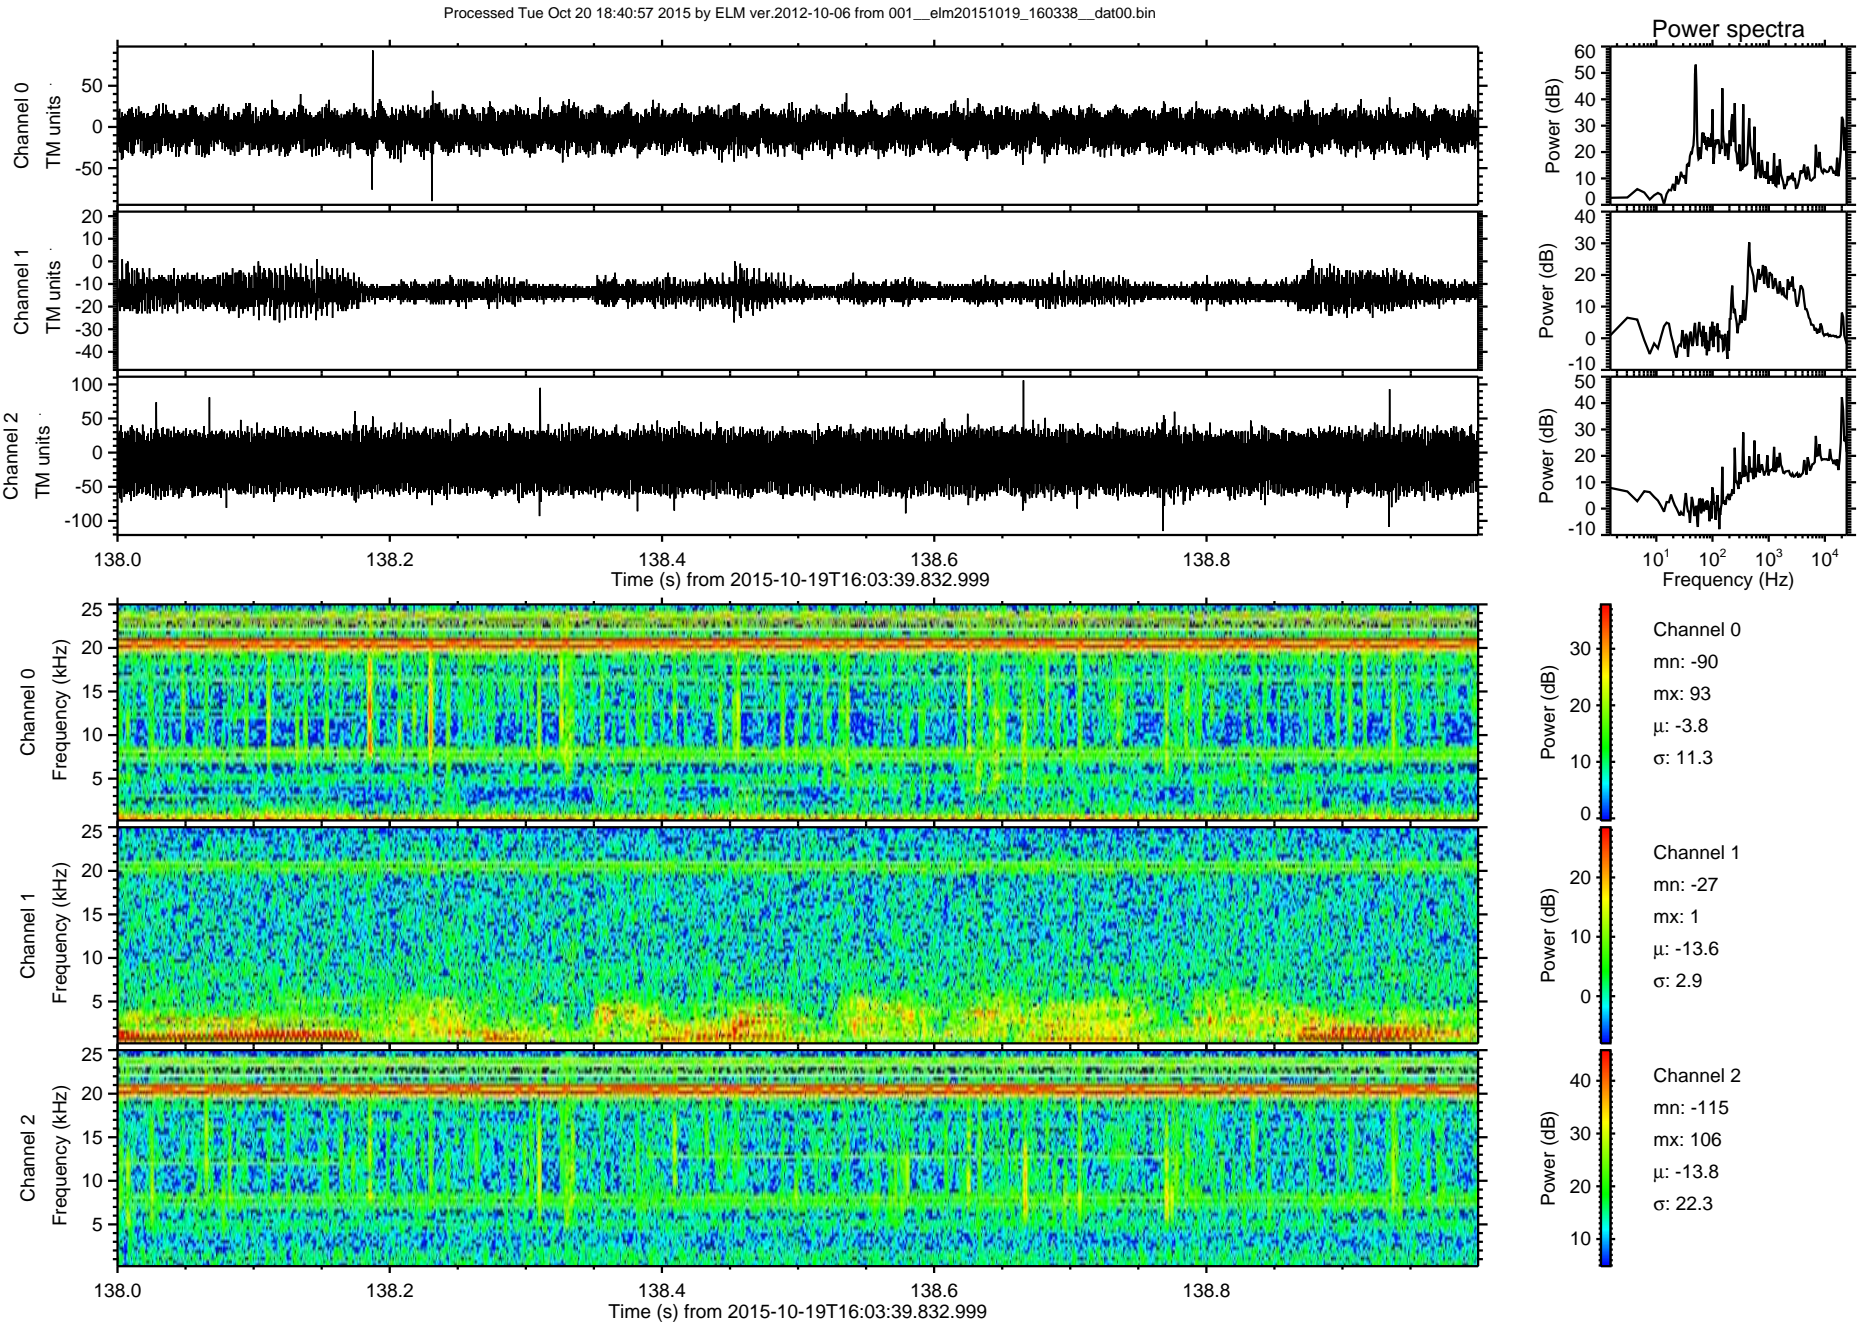 Processed Tue Oct 20 18:40:57 2015 by ELM ver.2012-10-06 from 001__elm20151019_160338__dat00.bin
Power spectra
Channel 0
TM units
50
0
-50
Power (dB)
60
50
40
30
20
10
0
Channel 1
TM units
20
10
0
-10
-20
-30
-40
Power (dB)
40
30
20
10
0
-10
Channel 2
TM units
100
50
0
-50
-100
Power (dB)
50
40
30
20
10
0
-10
138.0 138.2 138.4 138.6 138.8
Time (s) from 2015-10-19T16:03:39.832.999
10¹ 10² 10³ 10⁴
Frequency (Hz)
Channel 0
Frequency (kHz)
25
20
15
10
5
Power (dB)
30
20
10
0
Channel 0
mn: -90
mx: 93
μ: -3.8
σ: 11.3
Channel 1
Frequency (kHz)
25
20
15
10
5
Power (dB)
20
10
0
Channel 1
mn: -27
mx: 1
μ: -13.6
σ: 2.9
Channel 2
Frequency (kHz)
25
20
15
10
5
Power (dB)
40
30
20
10
Channel 2
mn: -115
mx: 106
μ: -13.8
σ: 22.3
138.0 138.2 138.4 138.6 138.8
Time (s) from 2015-10-19T16:03:39.832.999